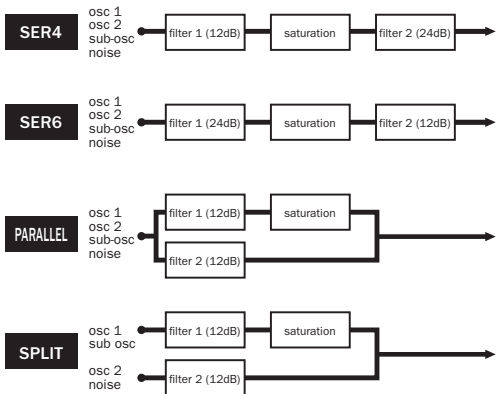 SER4
osc 1
osc 2
sub-osc
noise
filter 1 (12dB)
saturation
filter 2 (24dB)
SER6
osc 1
osc 2
sub-osc
noise
filter 1 (24dB)
saturation
filter 2 (12dB)
PARALLEL
osc 1
osc 2
sub-osc
noise
filter 1 (12dB)
saturation
filter 2 (12dB)
SPLIT
osc 1
sub osc
filter 1 (12dB)
saturation
osc 2
noise
filter 2 (12dB)